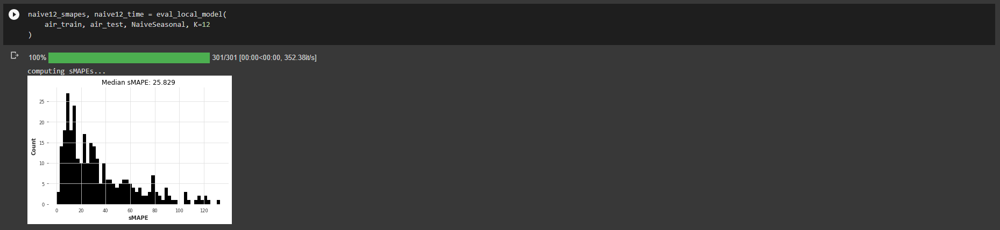 naive12_smapes, naive12_time = eval_local_model(
    air_train, air_test, NaiveSeasonal, K=12
)
100% 301/301 [00:00<00:00, 352.38it/s]
computing sMAPEs...
Median sMAPE: 25.829
25
20
15
10
5
0
Count
0 20 40 60 80 100 120
sMAPE